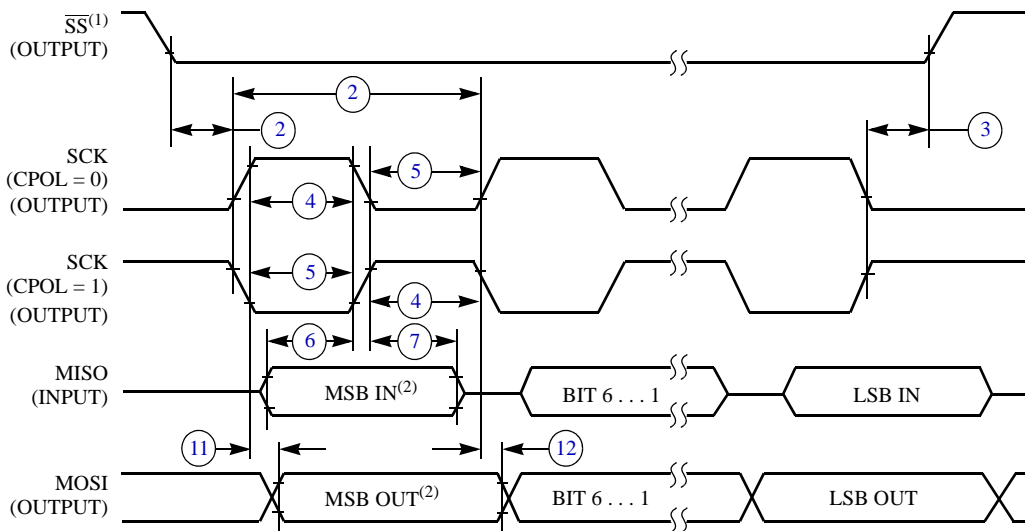 SS(1)
(OUTPUT)
2
2
3
SCK
(CPOL = 0)
(OUTPUT)
5
4
SCK
(CPOL = 1)
(OUTPUT)
5
4
6
7
MISO
(INPUT)
MSB IN(2)
BIT 6 . . . 1
LSB IN
11
12
MOSI
(OUTPUT)
MSB OUT(2)
BIT 6 . . . 1
LSB OUT